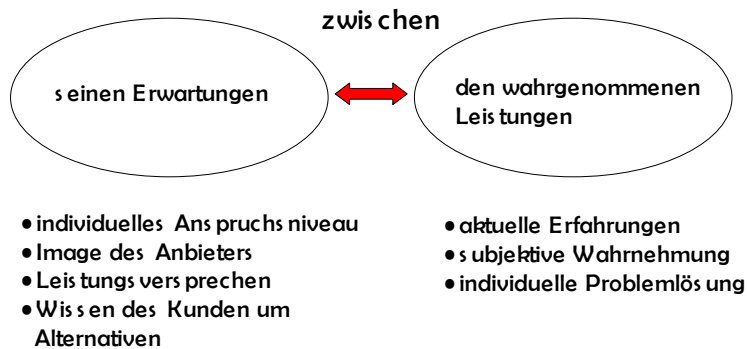 zwischen
seinen Erwartungen
den wahrgenommenen
Leistungen
• individuelles Anspruchsniveau
• Image des Anbieters
• Leistungsversprechen
• Wissen des Kunden um
Alternativen
• aktuelle Erfahrungen
• subjektive Wahrnehmung
• individuelle Problemlösung